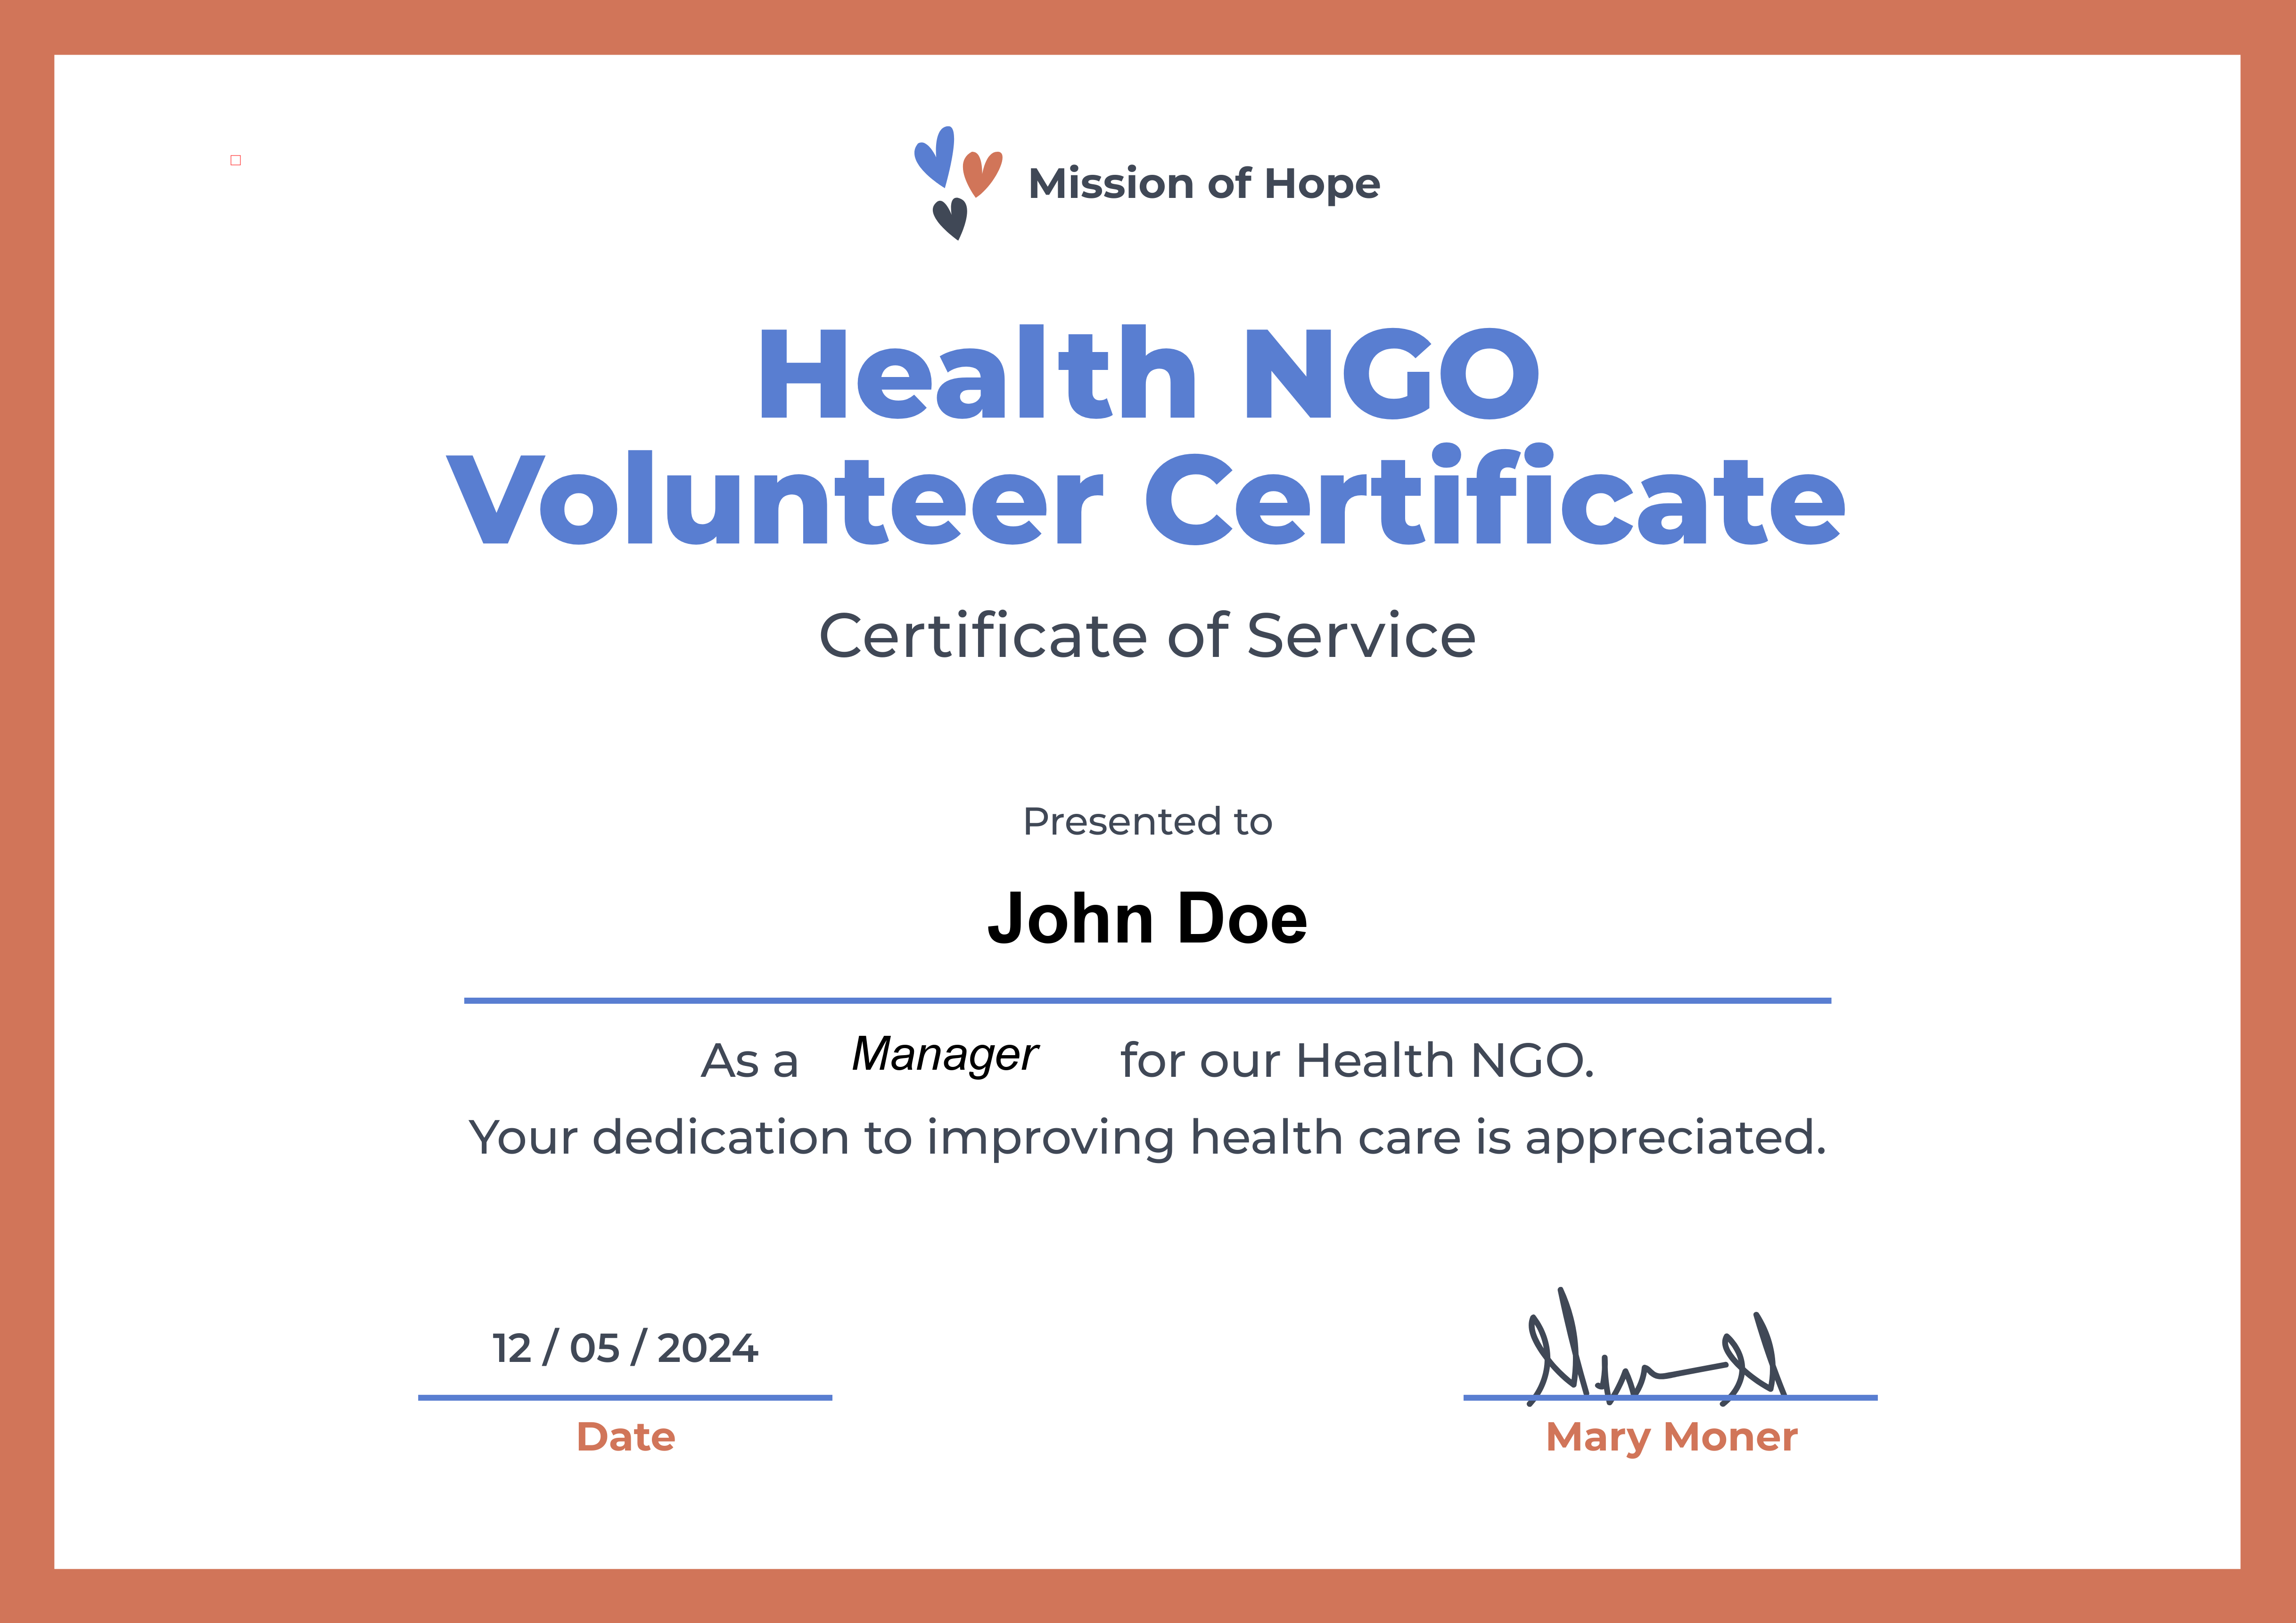 Mission of Hope
Health NGO
Volunteer Certificate
Certificate of Service
Presented to
John Doe
As a Manager for our Health NGO.
Your dedication to improving health care is appreciated.
12 / 05 / 2024
Date
Mary Moner